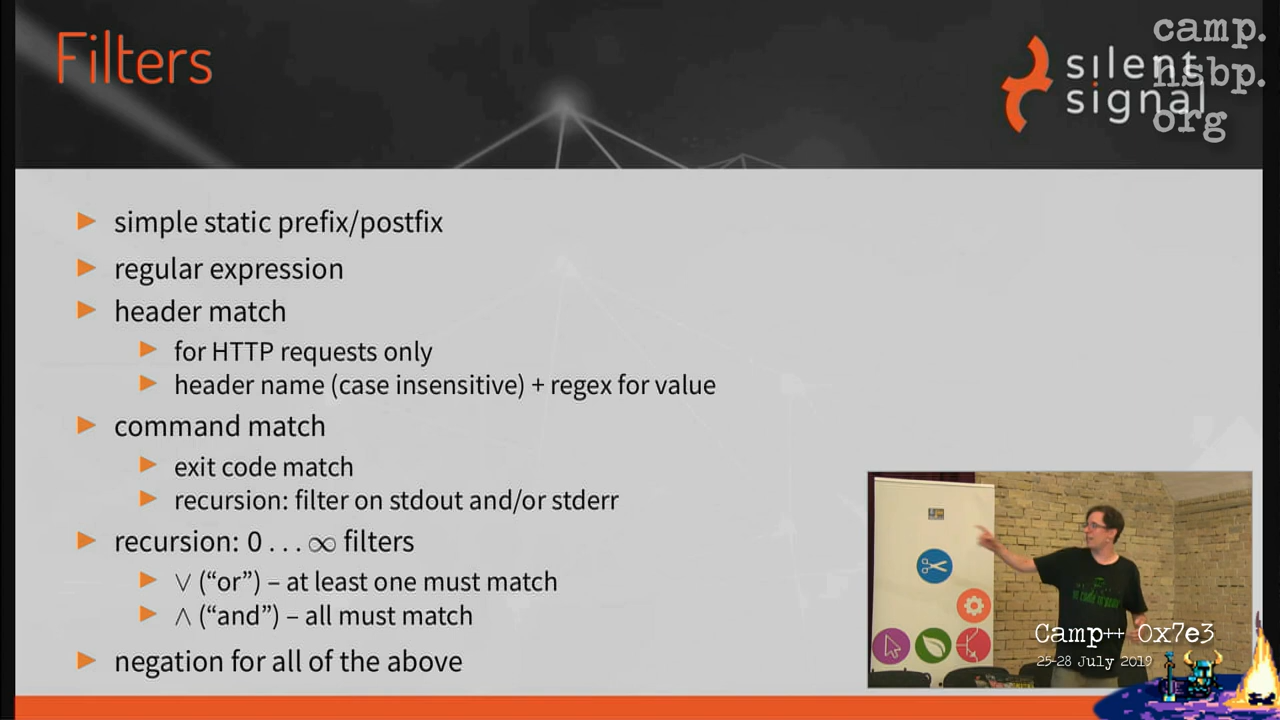 Filters
silent
signal
camp.
hsbp.
org
simple static prefix/postfix
regular expression
header match
for HTTP requests only
header name (case insensitive) + regex for value
command match
exit code match
recursion: filter on stdout and/or stderr
recursion: 0 . . . ∞ filters
∨ (“or”) – at least one must match
∧ (“and”) – all must match
negation for all of the above
Camp++ 0x7e3
25-28 July 2019